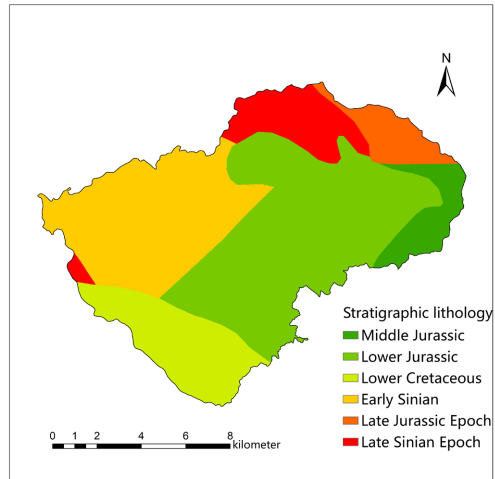 N
Stratigraphic lithology
Middle Jurassic
Lower Jurassic
Lower Cretaceous
Early Sinian
Late Jurassic Epoch
Late Sinian Epoch
0 1 2 4 6 8
kilometer